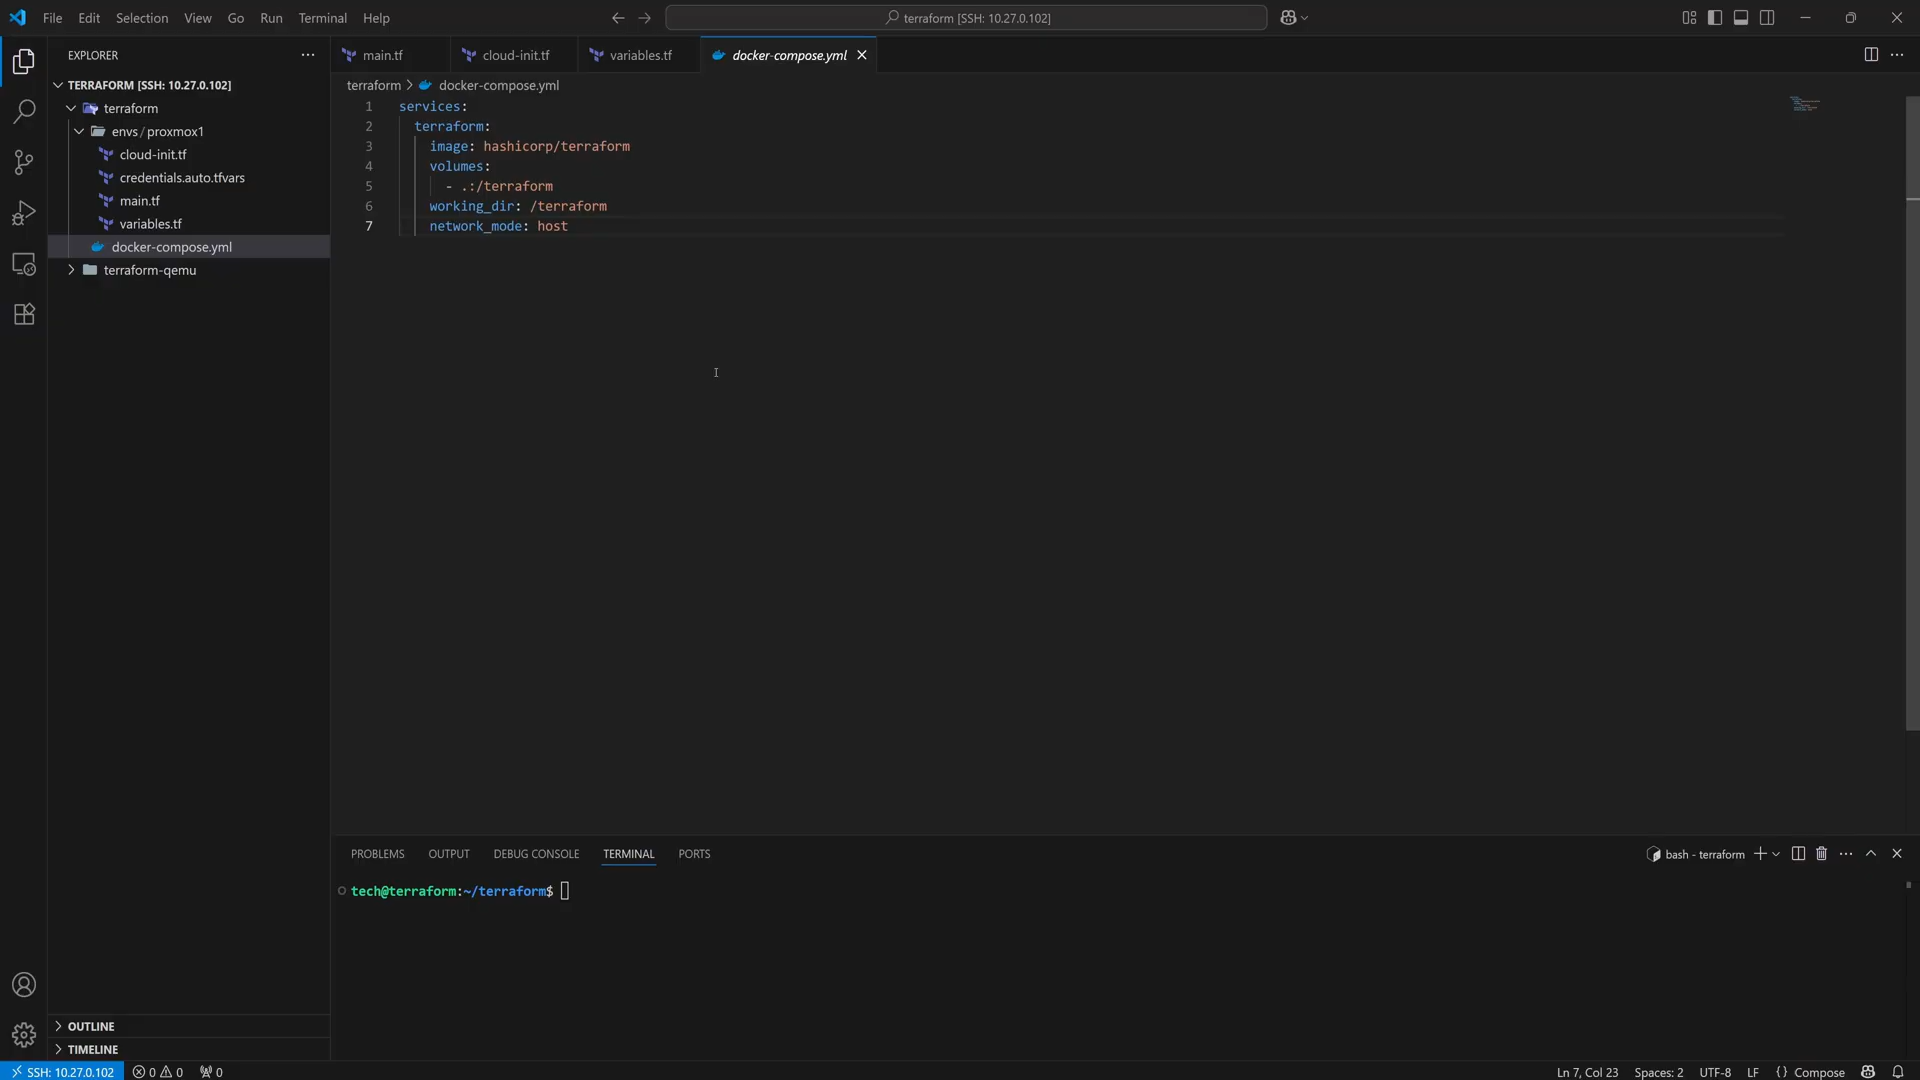 File Edit Selection View Go Run Terminal Help
terraform [SSH: 10.27.0.102]
EXPLORER
TERRAFORM [SSH: 10.27.0.102]
terraform
envs / proxmox1
cloud-init.tf
credentials.auto.tfvars
main.tf
variables.tf
docker-compose.yml
terraform-qemu
OUTLINE
TIMELINE
main.tf cloud-init.tf variables.tf docker-compose.yml
terraform > docker-compose.yml
1 services:
2 terraform:
3 image: hashicorp/terraform
4 volumes:
5 - .:/terraform
6 working_dir: /terraform
7 network_mode: host
PROBLEMS OUTPUT DEBUG CONSOLE TERMINAL PORTS
bash - terraform
tech@terraform:~/terraform$
SSH: 10.27.0.102 0 0 0 Ln 7, Col 23 Spaces: 2 UTF-8 LF {} Compose